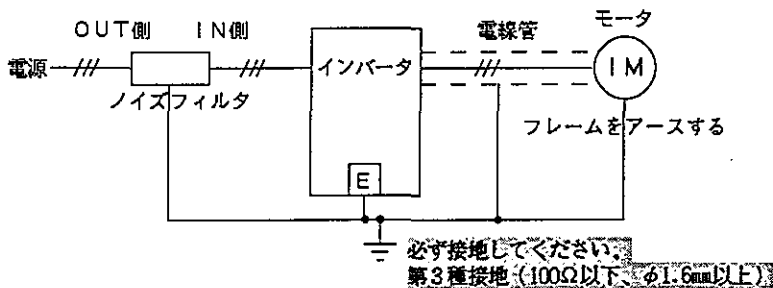 OUT側 IN側 電線管 モータ
電源 インバータ IM
ノイズフィルタ
フレームをアースする
E
必ず接地してください。
第3種接地(100Ω以下、φ1.6mm以上)